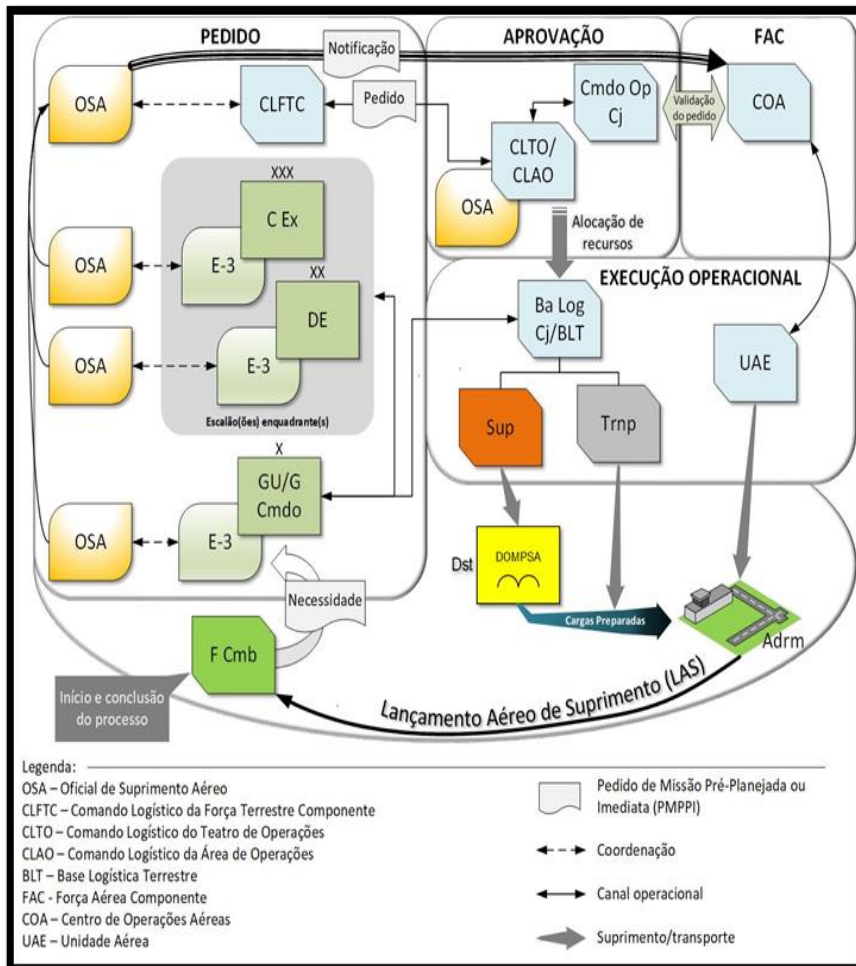 PEDIDO
APROVAÇÃO
FAC
Notificação
OSA
CLFTC
Pedido
Cmdo Op
Cj
Validação
do pedido
COA
CLTO/
CLAO
OSA
XXX
C Ex
E-3
OSA
Alocação de
recursos
XX
DE
E-3
OSA
Escalão(ões) enquadrante(s)
EXECUÇÃO OPERACIONAL
Ba Log
Cj/BLT
UAE
Sup
Trnp
X
GU/G
Cmdo
E-3
OSA
Necessidade
Dst
DOMPSA
Cargas Preparadas
Adrm
F Cmb
Início e conclusão
do processo
Lançamento Aéreo de Suprimento (LAS)
Legenda:
OSA – Oficial de Suprimento Aéreo
CLFTC – Comando Logístico da Força Terrestre Componente
CLTO – Comando Logístico do Teatro de Operações
CLAO – Comando Logístico da Área de Operações
BLT – Base Logística Terrestre
FAC - Força Aérea Componente
COA – Centro de Operações Aéreas
UAE – Unidade Aérea
Pedido de Missão Pré-Planejada ou
Imediata (PMPPI)
Coordenação
Canal operacional
Suprimento/transporte